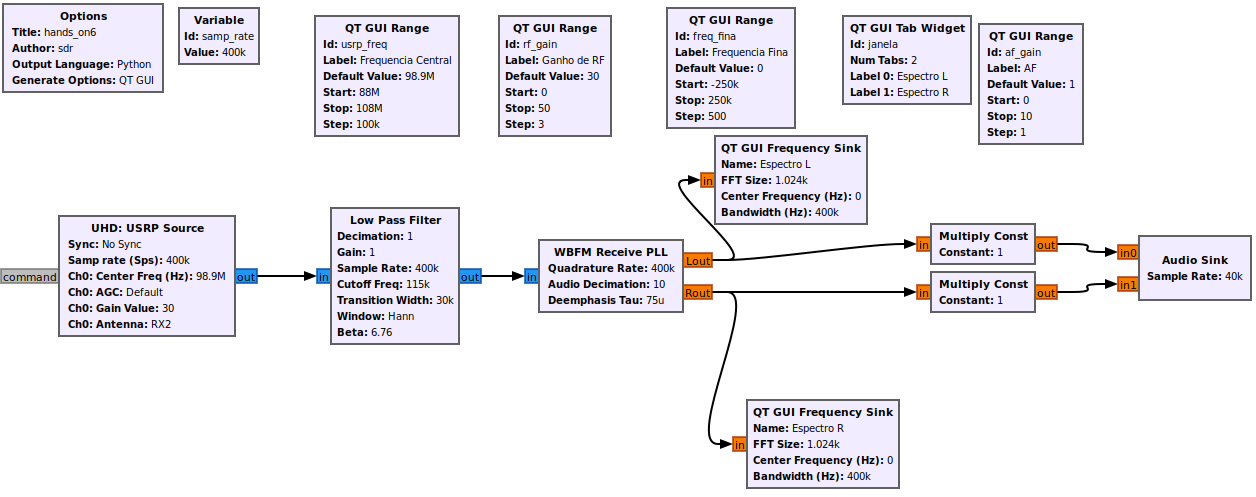 Options
Title: hands_on6
Author: sdr
Output Language: Python
Generate Options: QT GUI
Variable
Id: samp_rate
Value: 400k
QT GUI Range
Id: usrp_freq
Label: Frequencia Central
Default Value: 98.9M
Start: 88M
Stop: 108M
Step: 100k
QT GUI Range
Id: rf_gain
Label: Ganho de RF
Default Value: 30
Start: 0
Stop: 50
Step: 3
QT GUI Range
Id: freq_fina
Label: Frequencia Fina
Default Value: 0
Start: -250k
Stop: 250k
Step: 500
QT GUI Tab Widget
Id: janela
Num Tabs: 2
Label 0: Espectro L
Label 1: Espectro R
QT GUI Range
Id: af_gain
Label: AF
Default Value: 1
Start: 0
Stop: 10
Step: 1
QT GUI Frequency Sink
Name: Espectro L
FFT Size: 1.024k
Center Frequency (Hz): 0
Bandwidth (Hz): 400k
in
UHD: USRP Source
Sync: No Sync
Samp rate (Sps): 400k
Ch0: Center Freq (Hz): 98.9M
Ch0: AGC: Default
Ch0: Gain Value: 30
Ch0: Antenna: RX2
command
out
Low Pass Filter
Decimation: 1
Gain: 1
Sample Rate: 400k
Cutoff Freq: 115k
Transition Width: 30k
Window: Hann
Beta: 6.76
in
out
WBFM Receive PLL
Quadrature Rate: 400k
Audio Decimation: 10
Deemphasis Tau: 75u
in
Lout
Rout
Multiply Const
Constant: 1
in
out
Multiply Const
Constant: 1
in
out
Audio Sink
Sample Rate: 40k
in0
in1
QT GUI Frequency Sink
Name: Espectro R
FFT Size: 1.024k
Center Frequency (Hz): 0
Bandwidth (Hz): 400k
in